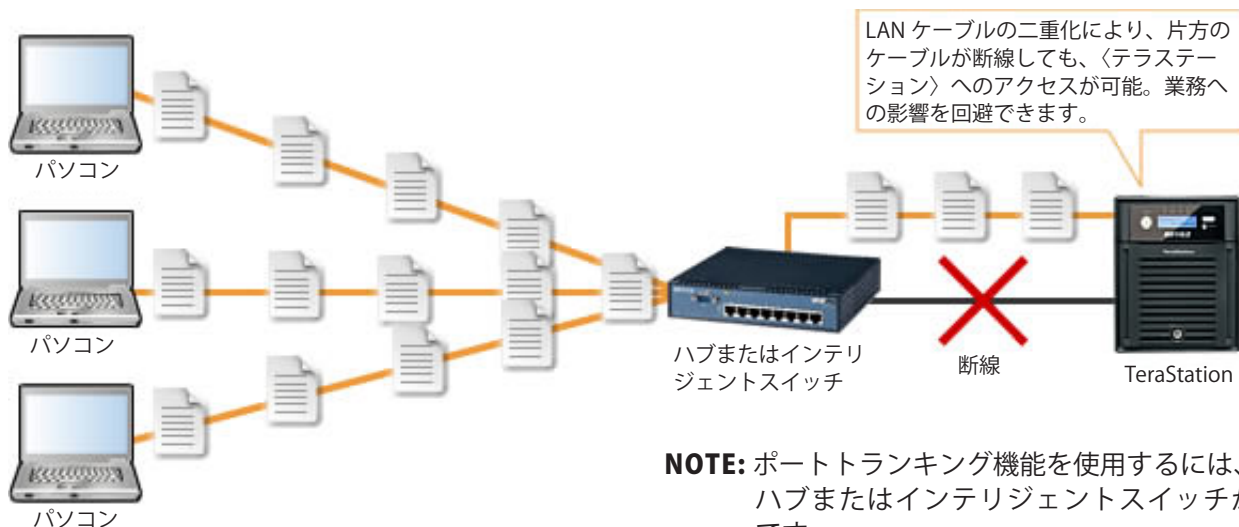 LAN ケーブルの二重化により、片方の
ケーブルが断線しても、〈テラステー
ション〉へのアクセスが可能。業務へ
の影響を回避できます。
パソコン
パソコン
パソコン
ハブまたはインテリ
ジェントスイッチ
断線
TeraStation
TeraStation
NOTE: ポートトランキング機能を使用するには、
ハブまたはインテリジェントスイッチが
です